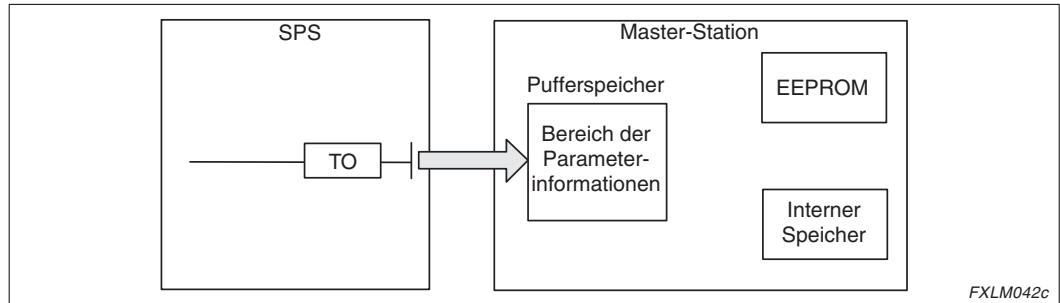 SPS
TO
Master-Station
Pufferspeicher
Bereich der
Parameter-
informationen
EEPROM
Interner
Speicher
FXLM042c